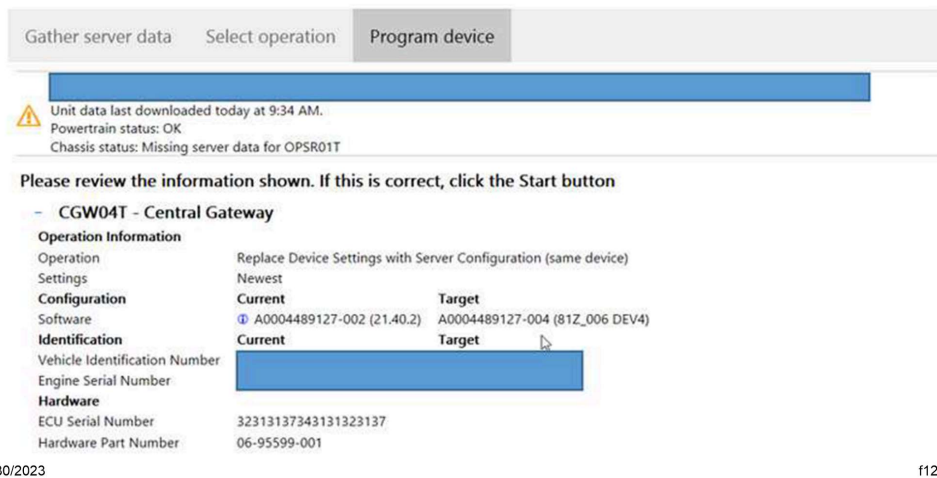 Gather server data Select operation Program device
Unit data last downloaded today at 9:34 AM.
Powertrain status: OK
Chassis status: Missing server data for OPSR01T
Please review the information shown. If this is correct, click the Start button
- CGW04T - Central Gateway
Operation Information
Operation Replace Device Settings with Server Configuration (same device)
Settings Newest
Configuration Current Target
Software A0004489127-002 (21.40.2) A0004489127-004 (81Z_006 DEV4)
Identification Current Target
Vehicle Identification Number
Engine Serial Number
Hardware
ECU Serial Number 32313137343131323137
Hardware Part Number 06-95599-001
30/2023 f12